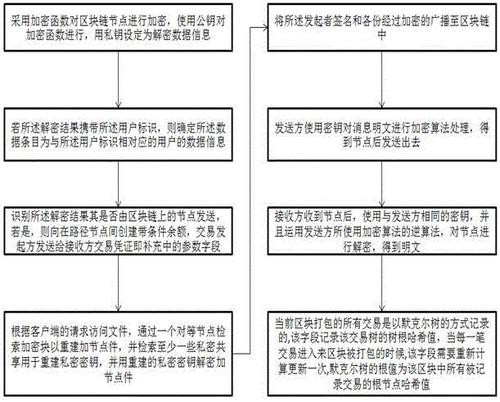 采用加密函数对区块链节点进行加密，使用公钥对
加密函数进行，用私钥设定为解密数据信息
若所述解密结果携带所述用户标识，则确定所述数
据条目为与所述用户标识相对应的用户的数据信息
识别所述解密结果其是否由区块链上的节点发送，
若是，则向在路径节点间创建带条件余额，交易发
起方发送给接收方交易凭证即补充中的参数字段
根据客户端的请求访问文件，通过一个对等节点检
索加密块以重建加节点件，并检索至少一些私密共
享用于重建私密密钥，并用重建的私密密钥解密加
节点件
将所述发起者签名和各份经过加密的广播至区块链
中
发送方使用密钥对消息明文进行加密算法处理，得
到节点后发送出去
接收方收到节点后，使用与发送方相同的密钥，并
且运用发送方所使用加密算法的逆算法，对节点进
行解密，得到明文
当前区块打包的所有交易是以默克尔树的方式记录
的,该字段记录该交易树的树根哈希值，当每一笔
交易进入来区块被打包的时候,该字段需要重新计
算更新一次,默克尔树的根值为该区块中所有被记
录交易的根节点哈希值